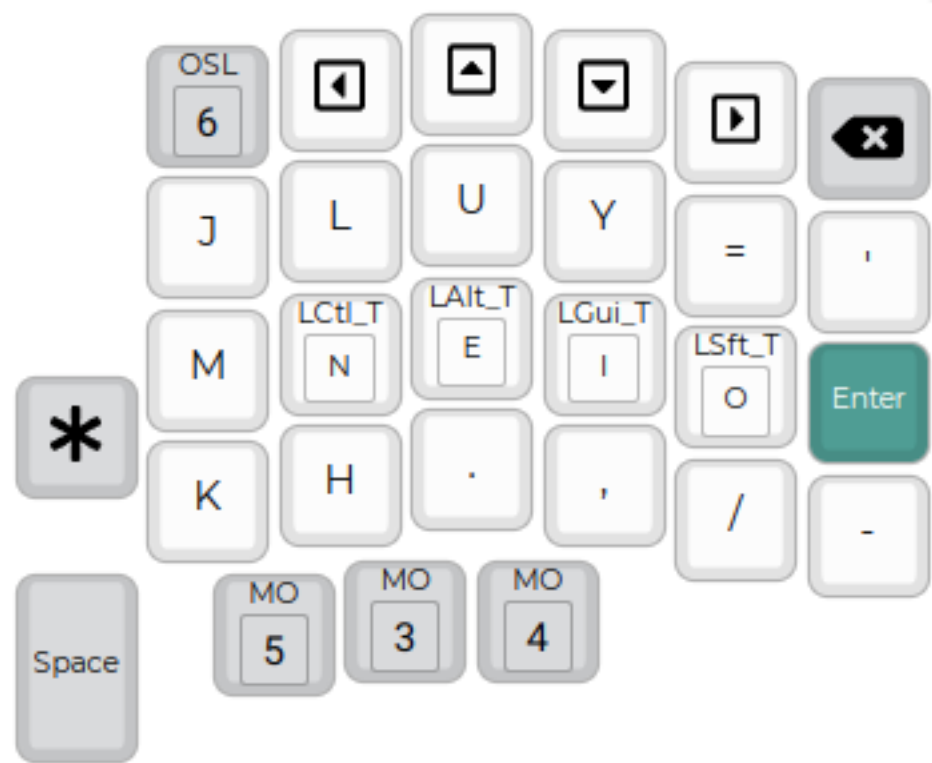 OSL
6
J L U Y = '
M LCtl_T N LAlt_T E LGui_T I LSft_T O Enter
*
K H . , / -
Space MO 5 MO 3 MO 4